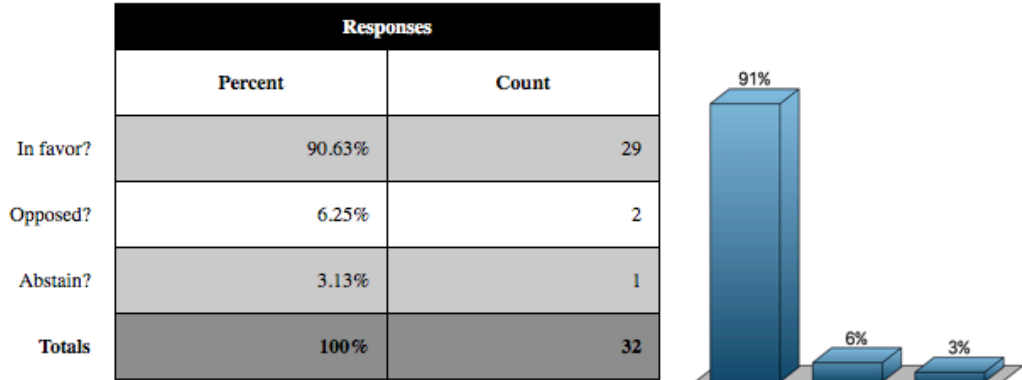 Responses
Percent Count
In favor? 90.63% 29
Opposed? 6.25% 2
Abstain? 3.13% 1
Totals 100% 32
91%
6%
3%